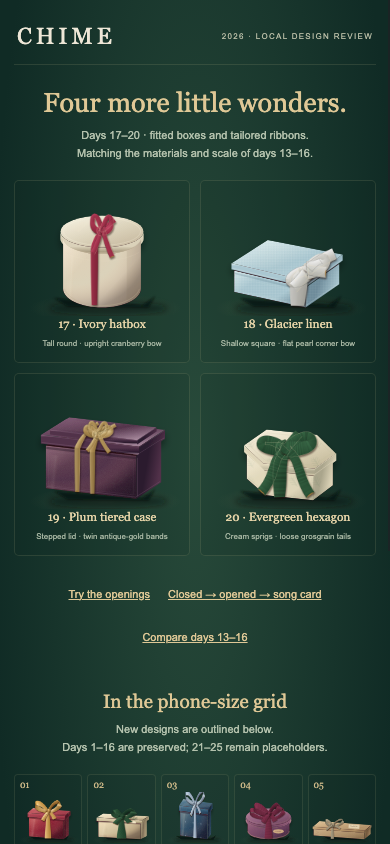 CHIME
2026 · LOCAL DESIGN REVIEW
Four more little wonders.
Days 17–20 · fitted boxes and tailored ribbons.
Matching the materials and scale of days 13–16.
17 · Ivory hatbox
Tall round · upright cranberry bow
18 · Glacier linen
Shallow square · flat pearl corner bow
19 · Plum tiered case
Stepped lid · twin antique-gold bands
20 · Evergreen hexagon
Cream sprigs · loose grosgrain tails
Try the openings
Closed → opened → song card
Compare days 13–16
In the phone-size grid
New designs are outlined below.
Days 1–16 are preserved; 21–25 remain placeholders.
01
02
03
04
05